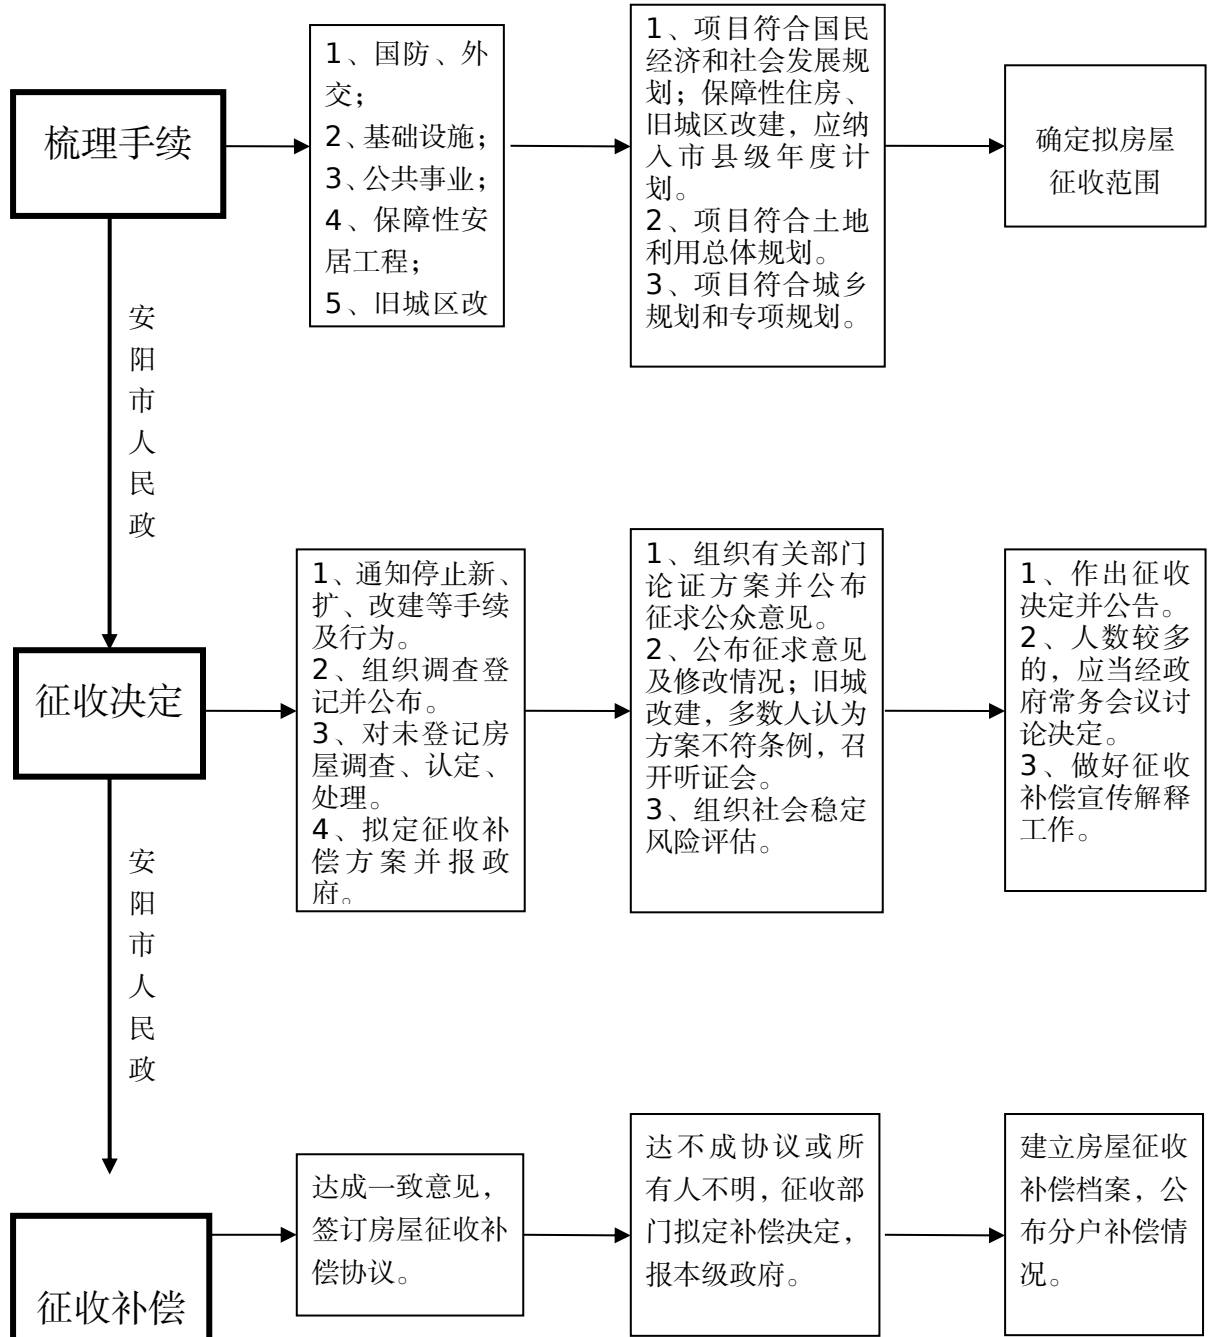 梳理手续
1、国防、外
交；
2、基础设施；
3、公共事业；
4、保障性安
居工程；
5、旧城区改
1、项目符合国民
经济和社会发展规
划；保障性住房、
旧城区改建，应纳
入市县级年度计
划。
2、项目符合土地
利用总体规划。
3、项目符合城乡
规划和专项规划。
确定拟房屋
征收范围
安
阳
市
人
民
政
征收决定
1、通知停止新、
扩、改建等手续
及行为。
2、组织调查登
记并公布。
3、对未登记房
屋调查、认定、
处理。
4、拟定征收补
偿方案并报政
府。
1、组织有关部门
论证方案并公布
征求公众意见。
2、公布征求意见
及修改情况；旧城
改建，多数人认为
方案不符条例，召
开听证会。
3、组织社会稳定
风险评估。
1、作出征收
决定并公告。
2、人数较多
的，应当经政
府常务会议讨
论决定。
3、做好征收
补偿宣传解释
工作。
安
阳
市
人
民
政
征收补偿
达成一致意见，
签订房屋征收补
偿协议。
达不成协议或所
有人不明，征收部
门拟定补偿决定，
报本级政府。
建立房屋征收
补偿档案，公
布分户补偿情
况。